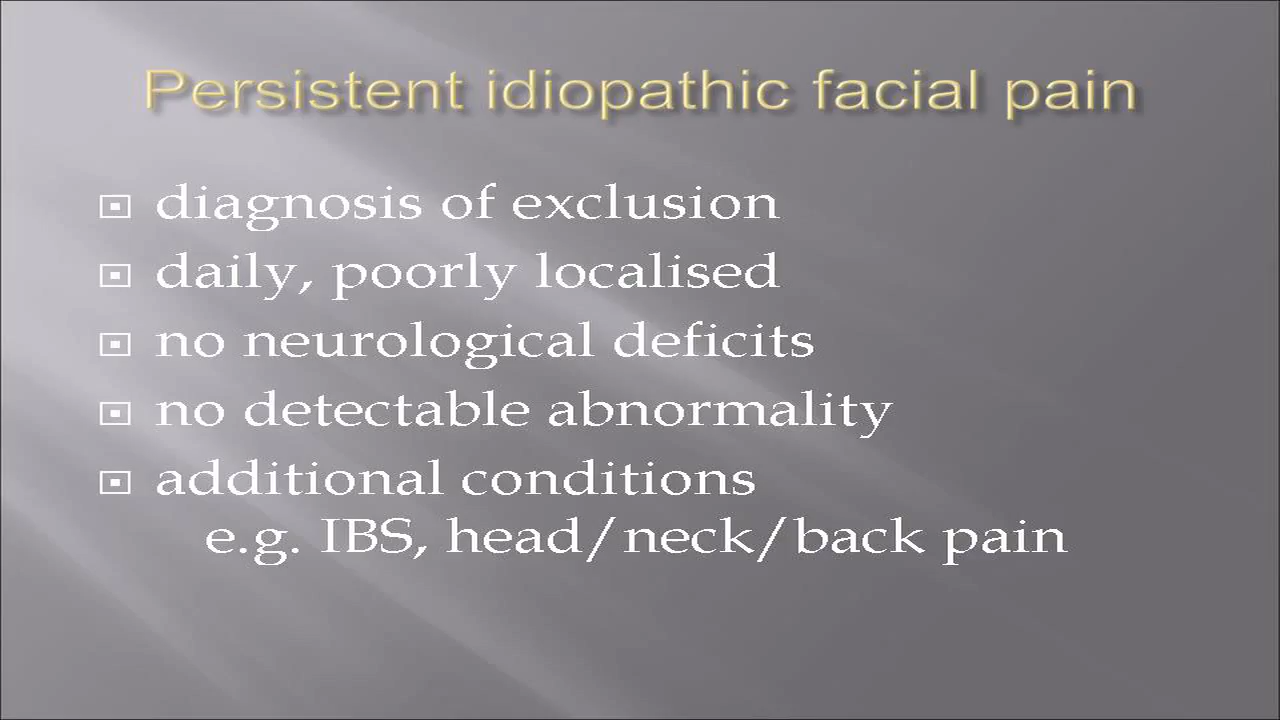 Persistent idiopathic facial pain
diagnosis of exclusion
daily, poorly localised
no neurological deficits
no detectable abnormality
additional conditions
e.g. IBS, head/neck/back pain